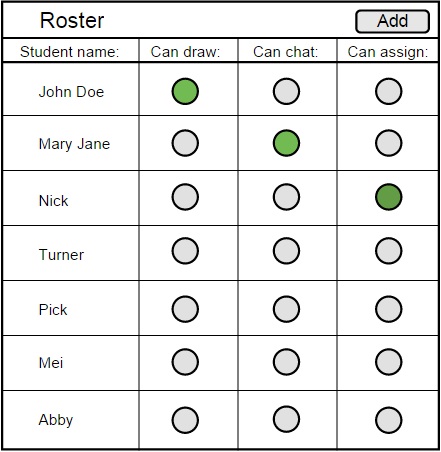 Roster Add
Student name: Can draw: Can chat: Can assign:
John Doe
Mary Jane
Nick
Turner
Pick
Mei
Abby